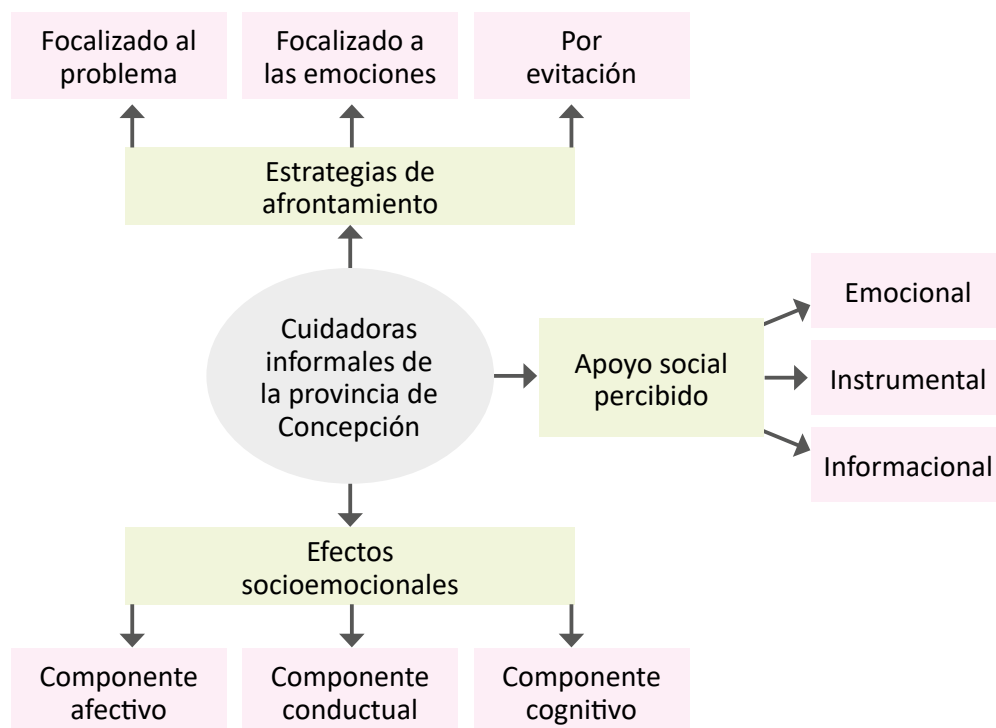 Focalizado al
problema
Focalizado a
las emociones
Por
evitación
Estrategias de
afrontamiento
Cuidadoras
informales de
la provincia de
Concepción
Apoyo social
percibido
Emocional
Instrumental
Informacional
Efectos
socioemocionales
Componente
afectivo
Componente
conductual
Componente
cognitivo